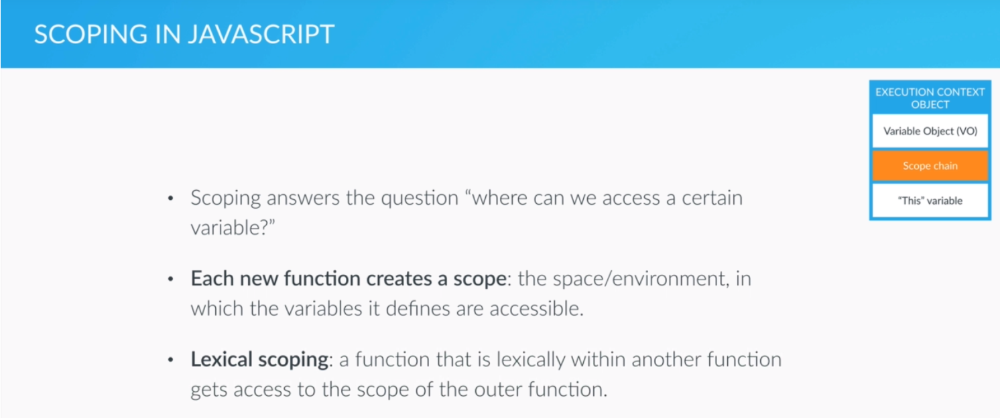 SCOPING IN JAVASCRIPT
EXECUTION CONTEXT
OBJECT
Variable Object (VO)
Scope chain
“This” variable
• Scoping answers the question “where can we access a certain
variable?”
• Each new function creates a scope: the space/environment, in
which the variables it defines are accessible.
• Lexical scoping: a function that is lexically within another function
gets access to the scope of the outer function.